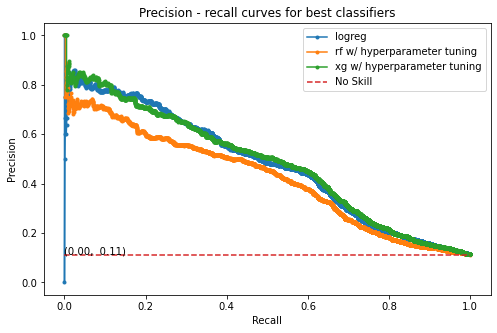 Precision - recall curves for best classifiers
logreg
rf w/ hyperparameter tuning
xg w/ hyperparameter tuning
No Skill
Precision
1.0
0.8
0.6
0.4
0.2
0.0
(0.00, 0.11)
0.0 0.2 0.4 0.6 0.8 1.0
Recall